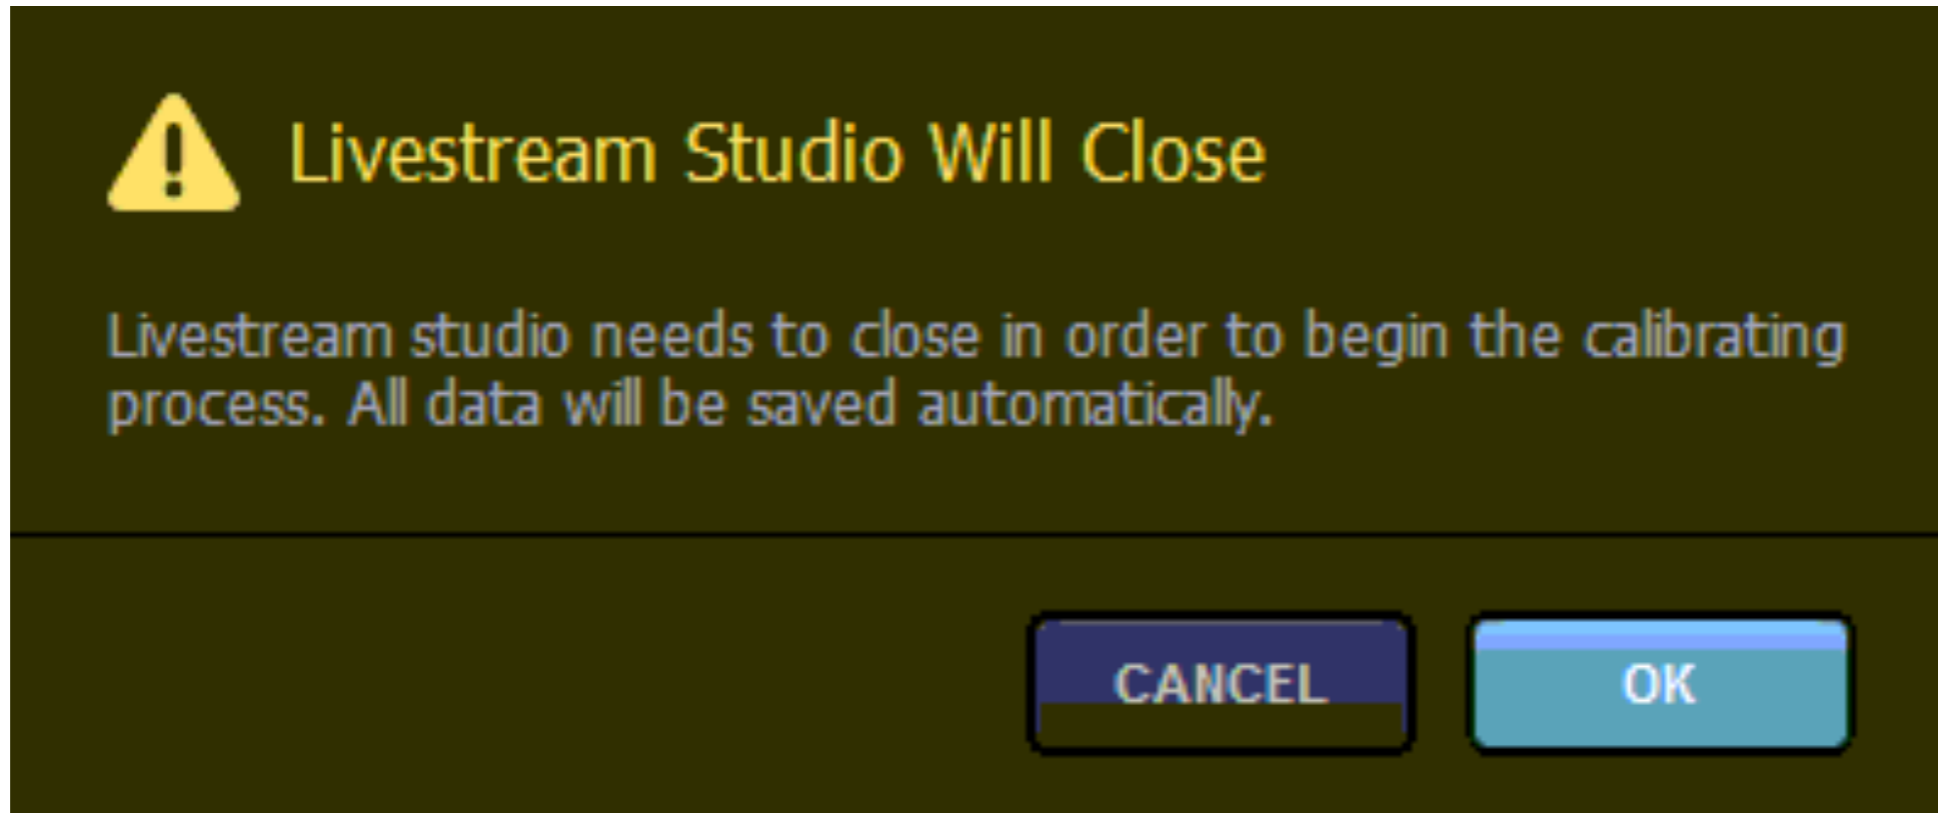 Livestream Studio Will Close
Livestream studio needs to close in order to begin the calibrating
process. All data will be saved automatically.
CANCEL OK